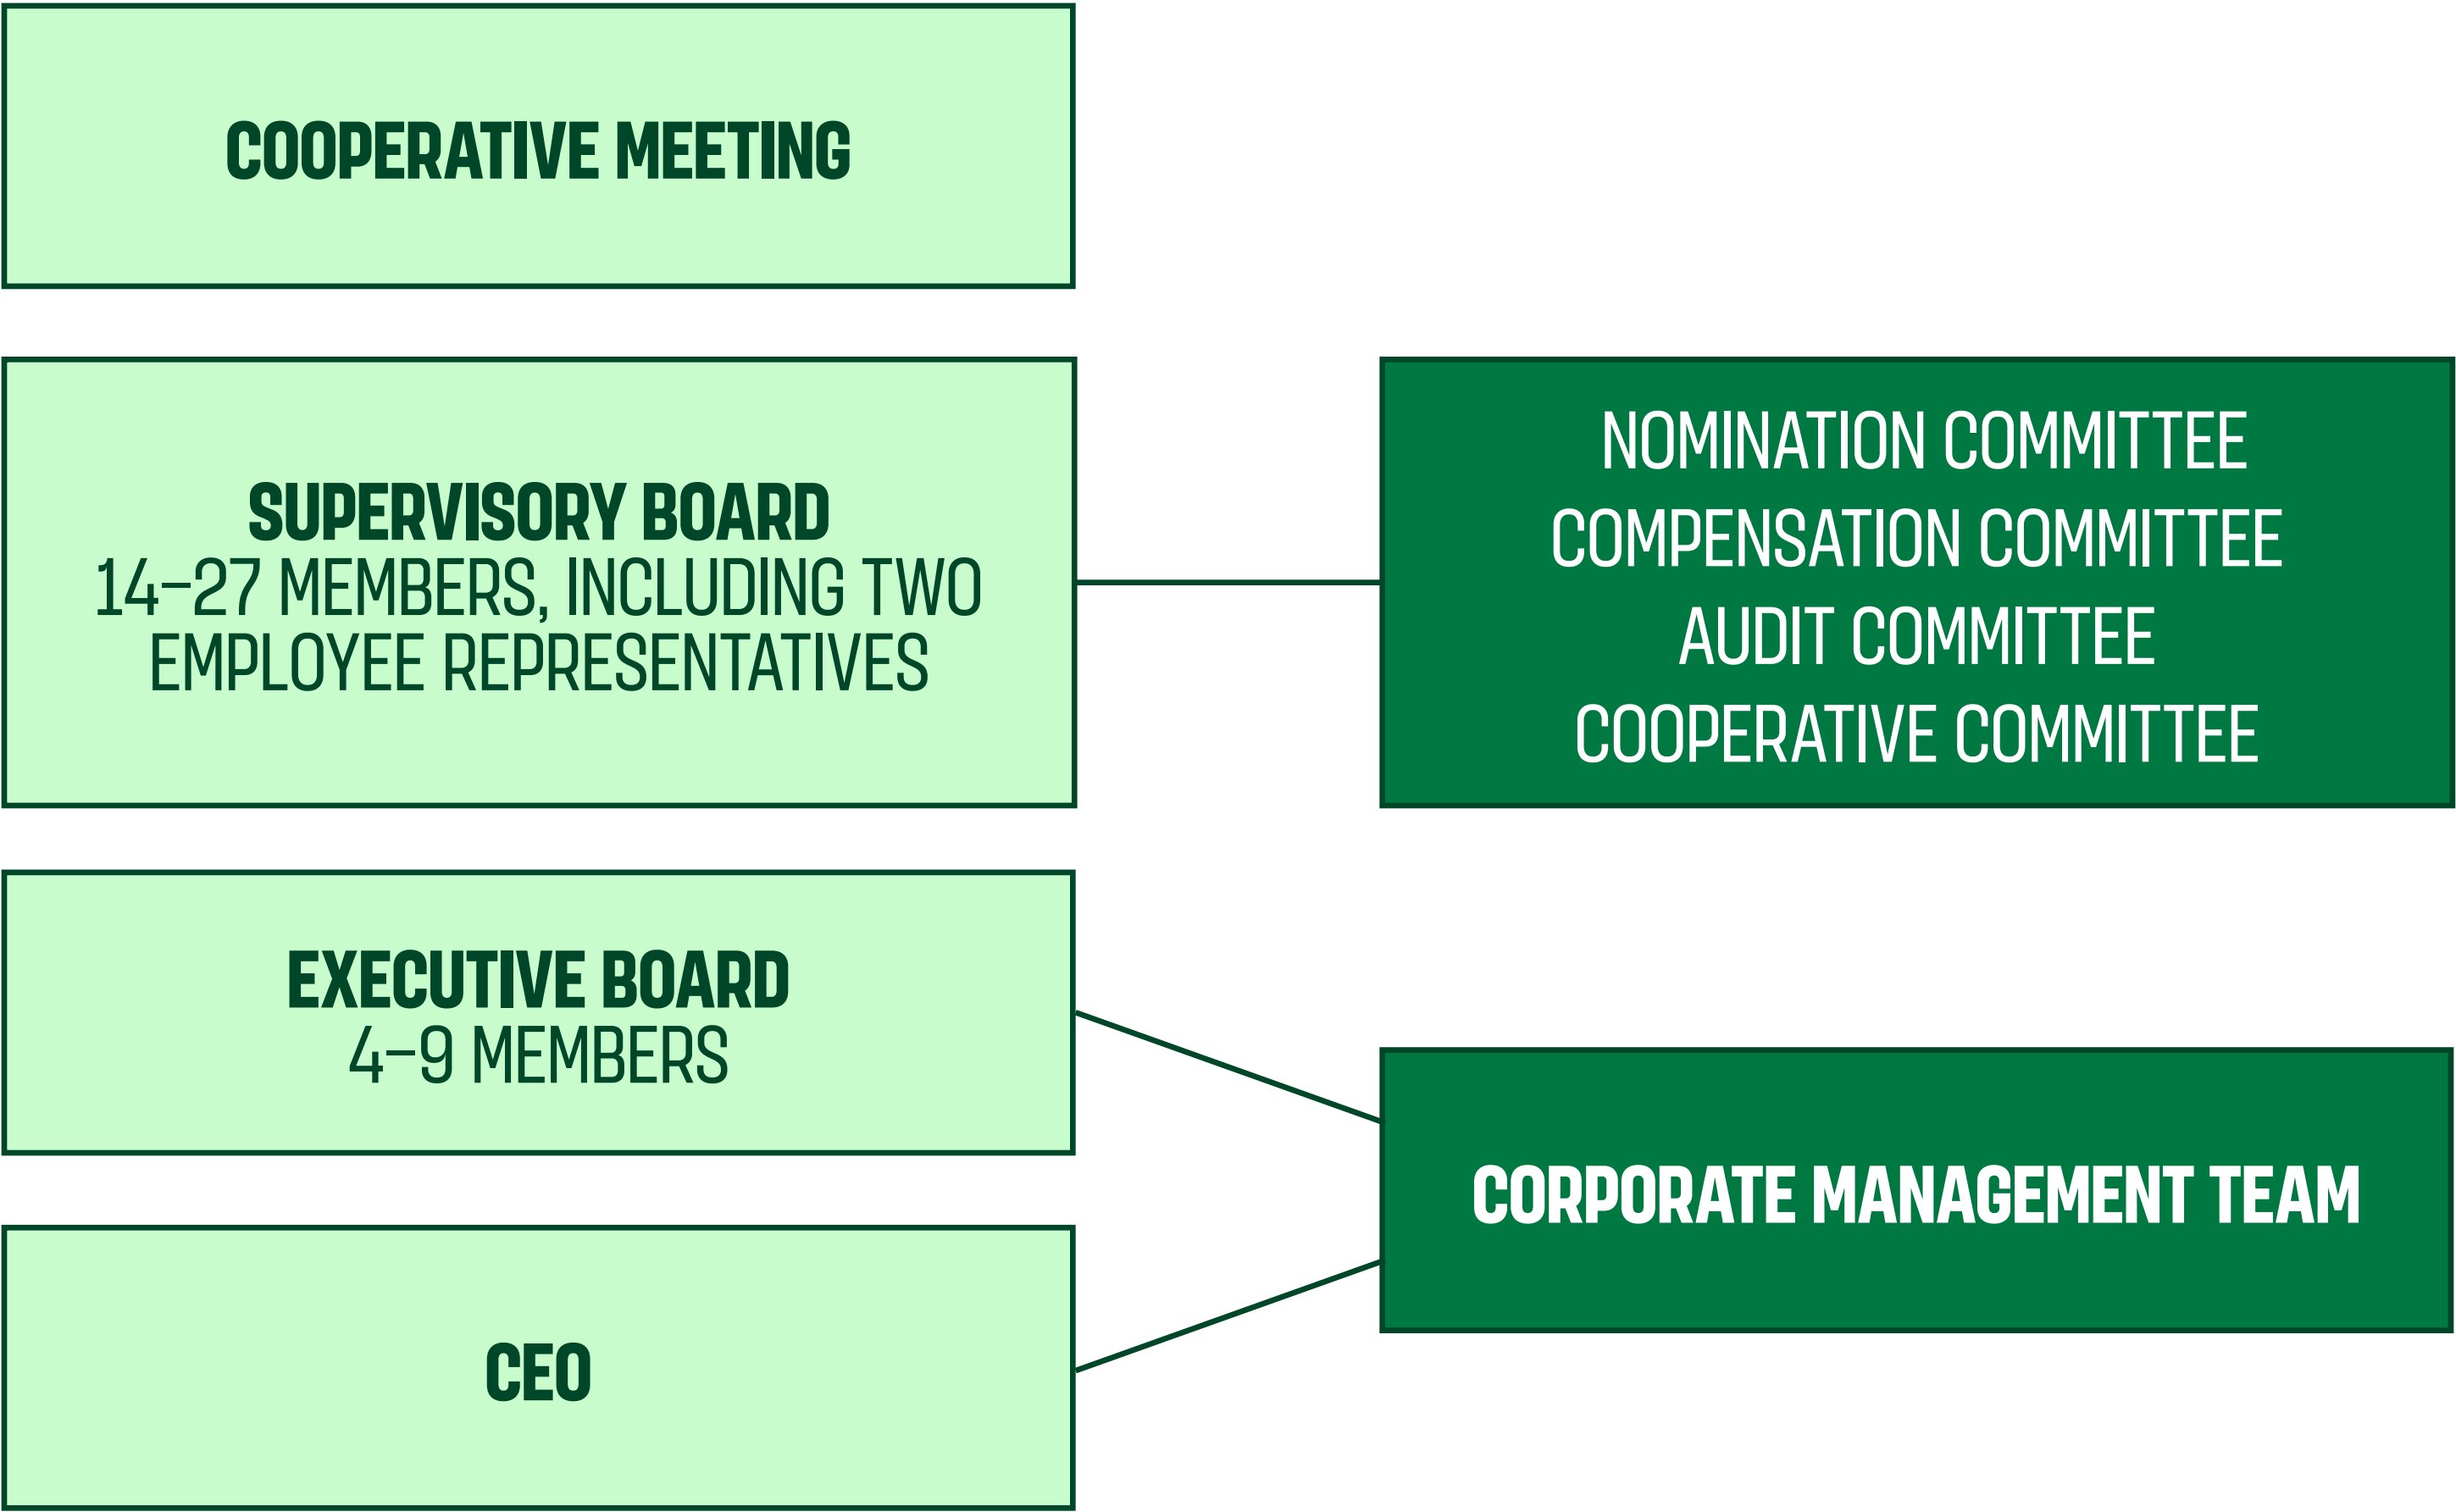 COOPERATIVE MEETING
SUPERVISORY BOARD
14–27 MEMBERS, INCLUDING TWO
EMPLOYEE REPRESENTATIVES
NOMINATION COMMITTEE
COMPENSATION COMMITTEE
AUDIT COMMITTEE
COOPERATIVE COMMITTEE
EXECUTIVE BOARD
4–9 MEMBERS
CORPORATE MANAGEMENT TEAM
CEO